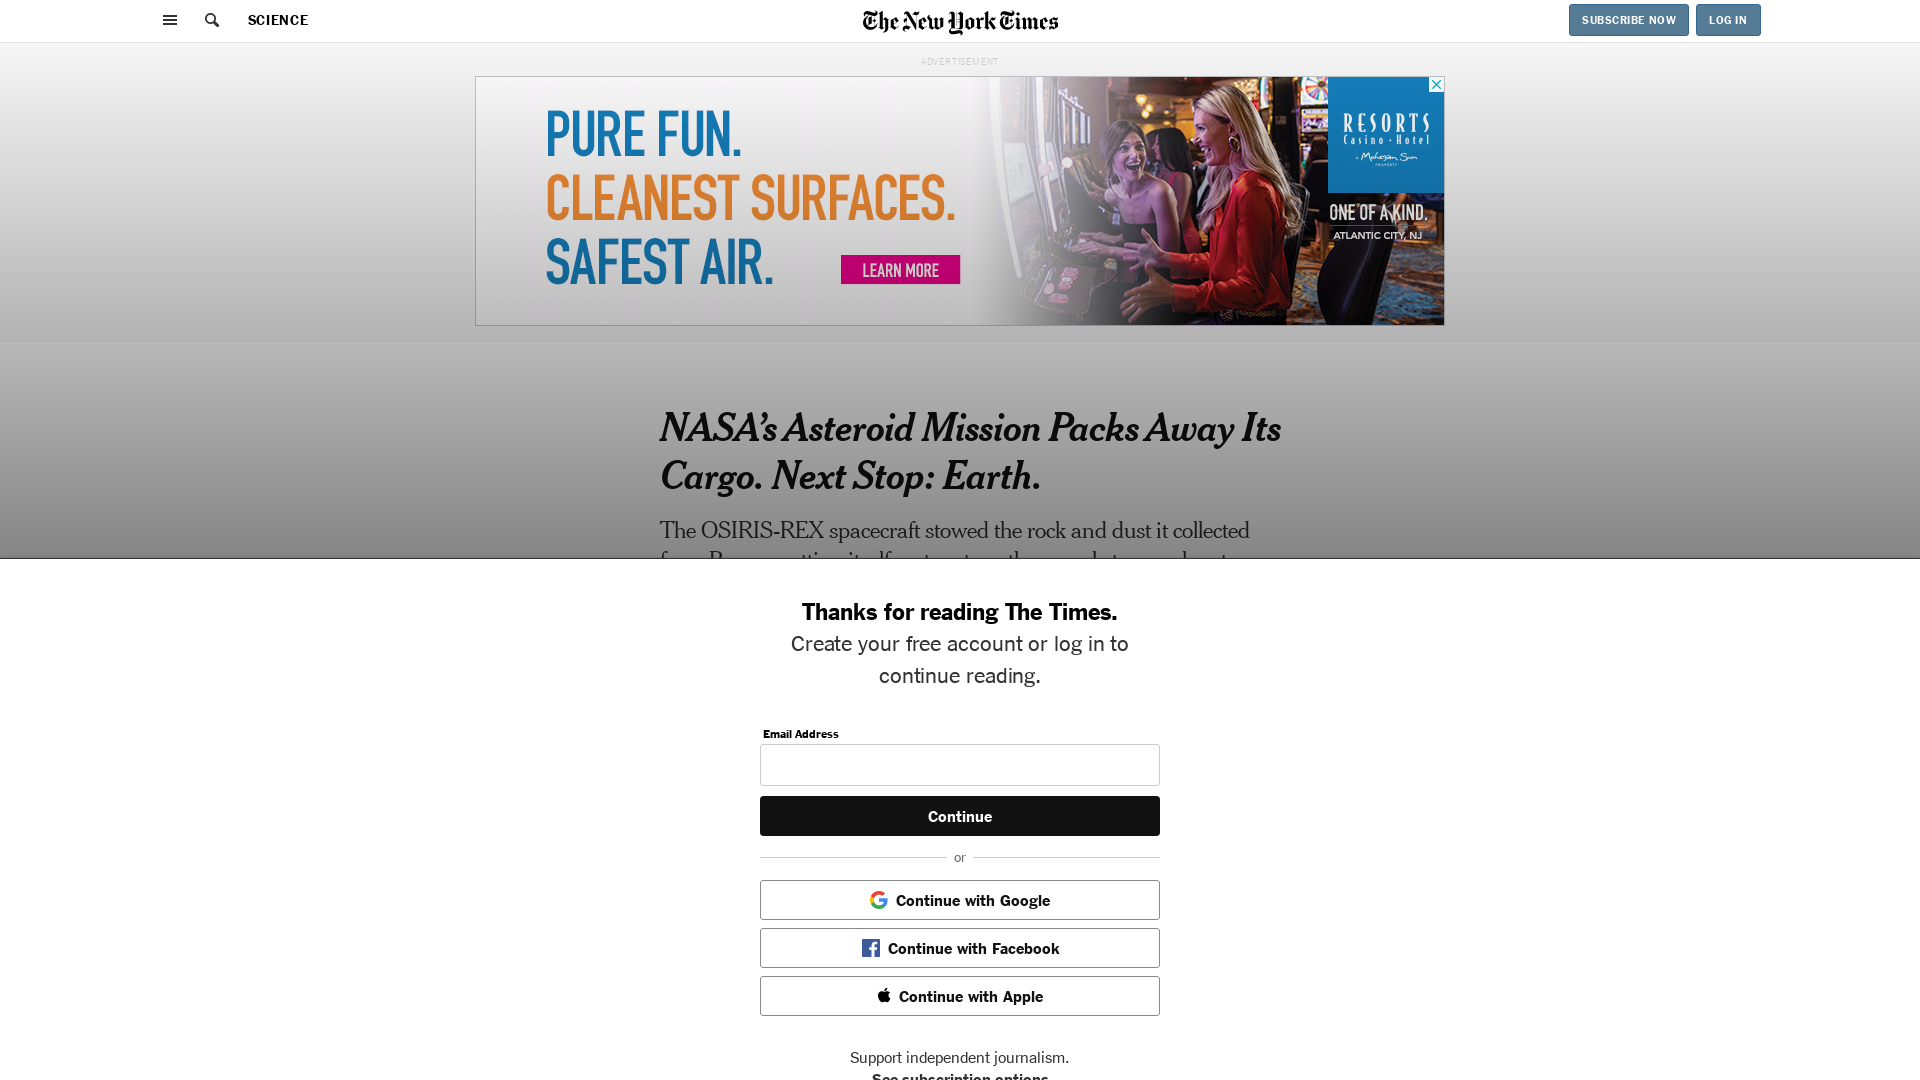 SCIENCE
The New York Times
SUBSCRIBE NOW
LOG IN
ADVERTISEMENT
PURE FUN.
CLEANEST SURFACES.
SAFEST AIR.
LEARN MORE
RESORTS
Casino • Hotel
a Mohegan Sun
PROPERTY
ONE OF A KIND.
ATLANTIC CITY, NJ
NASA's Asteroid Mission Packs Away Its
Cargo. Next Stop: Earth.
The OSIRIS-REX spacecraft stowed the rock and dust it collected
Thanks for reading The Times.
Create your free account or log in to
continue reading.
Email Address
Continue
or
Continue with Google
Continue with Facebook
Continue with Apple
Support independent journalism.
See subscription options